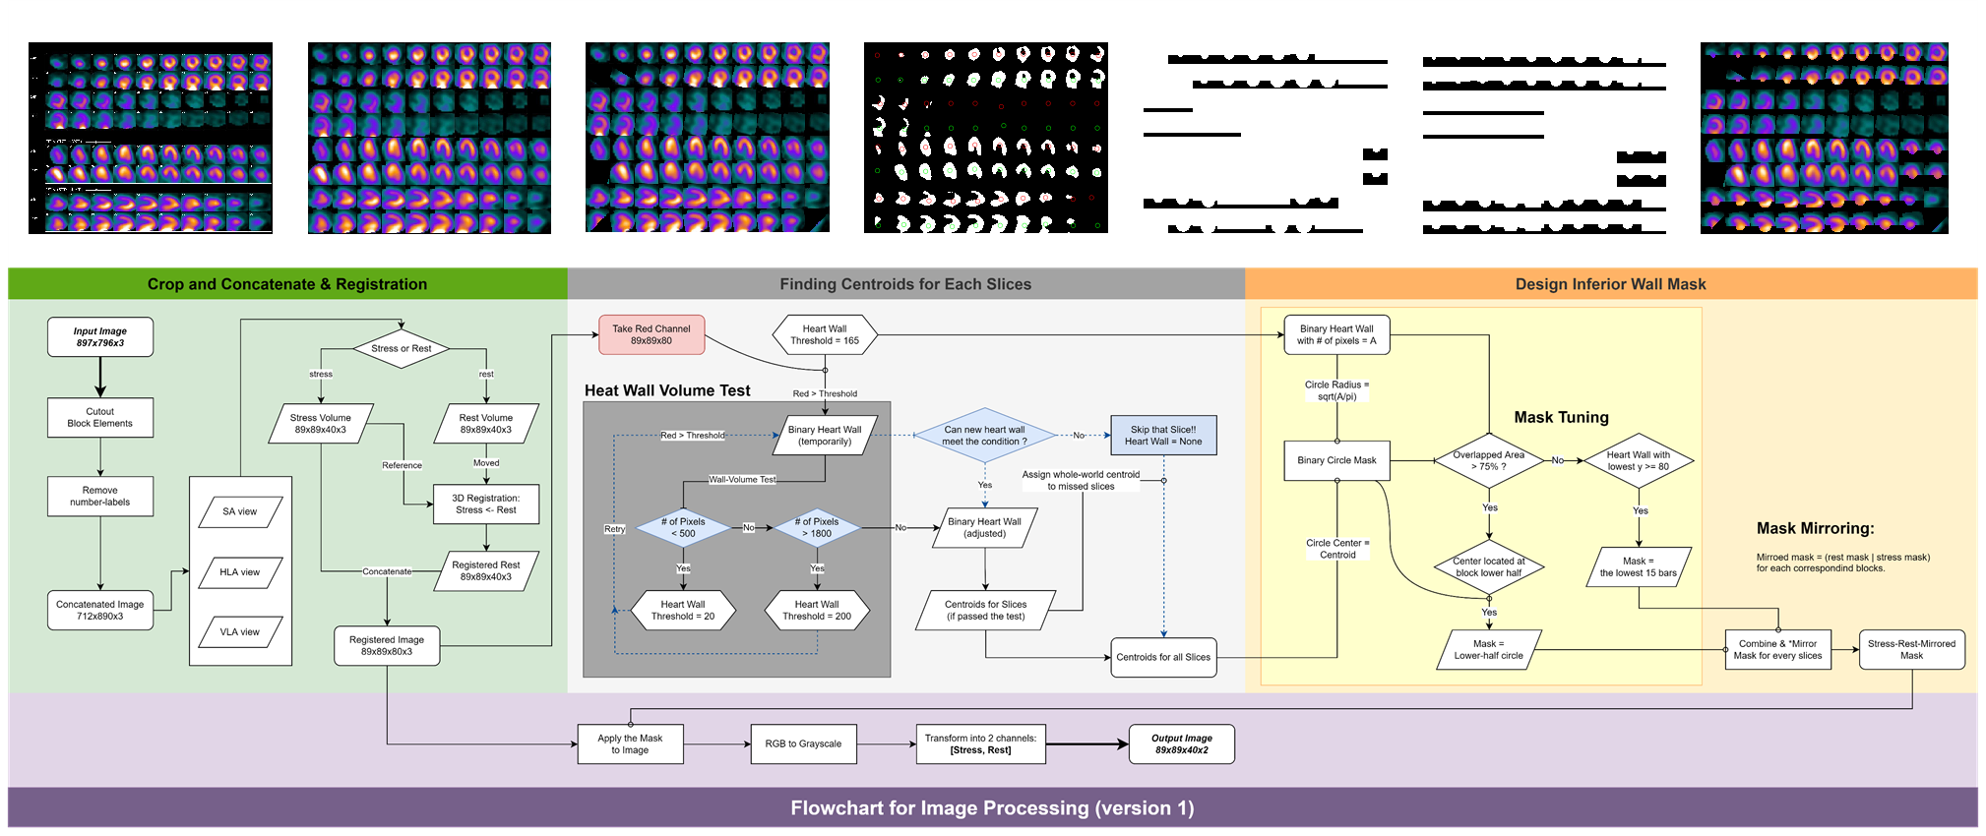 Crop and Concatenate & Registration
Finding Centroids for Each Slices
Design Inferior Wall Mask
Input Image
897x796x3
Cutout
Block Elements
Remove
number-labels
Concatenated Image
712x890x3
SA view
HLA view
VLA view
Stress or Rest
stress
rest
Stress Volume
89x89x40x3
Rest Volume
89x89x40x3
Reference
Moved
3D Registration:
Stress <- Rest
Registered Rest
89x89x40x3
Concatenate
Registered Image
89x89x80x3
Take Red Channel
89x89x80
Heart Wall
Threshold = 165
Heat Wall Volume Test
Red > Threshold
Red > Threshold
Binary Heart Wall
(temporarily)
Wall-Volume Test
Retry
# of Pixels
< 500
No
# of Pixels
> 1800
No
Yes
Yes
Heart Wall
Threshold = 20
Heart Wall
Threshold = 200
Can new heart wall
meet the condition ?
No
Skip that Slice!!
Heart Wall = None
Yes
Assign whole-world centroid
to missed slices
Binary Heart Wall
(adjusted)
Centroids for Slices
(if passed the test)
Centroids for all Slices
Binary Heart Wall
with # of pixels = A
Circle Radius =
sqrt(A/pi)
Mask Tuning
Binary Circle Mask
Overlapped Area
> 75% ?
No
Heart Wall with
lowest y >= 80
Yes
Yes
Circle Center =
Centroid
Center located at
block lower half
Mask =
the lowest 15 bars
Yes
Mask =
Lower-half circle
Mask Mirroring:
Mirroed mask = (rest mask | stress mask)
for each correspondind blocks.
Combine & *Mirror
Mask for every slices
Stress-Rest-Mirrored
Mask
Apply the Mask
to Image
RGB to Grayscale
Transform into 2 channels:
[Stress, Rest]
Output Image
89x89x40x2
Flowchart for Image Processing (version 1)